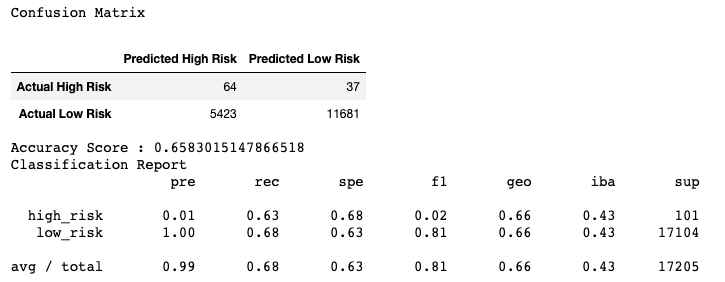 Confusion Matrix
Predicted High Risk Predicted Low Risk
Actual High Risk 64 37
Actual Low Risk 5423 11681
Accuracy Score : 0.6583015147866518
Classification Report
pre rec spe f1 geo iba sup
high_risk 0.01 0.63 0.68 0.02 0.66 0.43 101
low_risk 1.00 0.68 0.63 0.81 0.66 0.43 17104
avg / total 0.99 0.68 0.63 0.81 0.66 0.43 17205